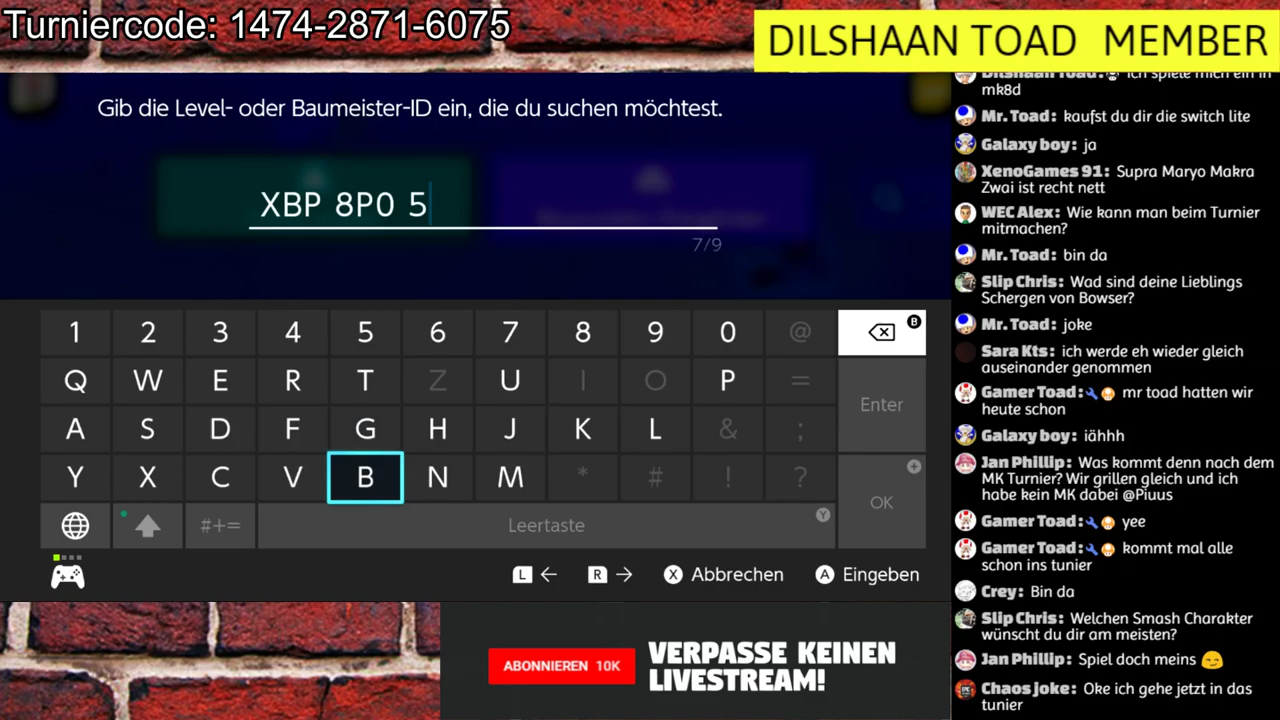 Turniercode: 1474-2871-6075
DILSHAAN TOAD MEMBER
Gib die Level- oder Baumeister-ID ein, die du suchen möchtest.
XBP 8P0 5
7/9
1 2 3 4 5 6 7 8 9 0 @ B
Q W E R T Z U I O P =
Enter
A S D F G H J K L & ;
Y X C V B N M * # ! ?
OK
#+= Leertaste Y
L ← R → X Abbrechen A Eingeben
ABONNIEREN 10K
VERPASSE KEINEN
LIVESTREAM!
Dilshaan Toad: Ich spiele mich ein in
mk8d
Mr. Toad: kaufst du dir die switch lite
Galaxy boy: ja
XenoGames 91: Supra Maryo Makra
Zwai ist recht nett
WEC Alex: Wie kann man beim Turnier
mitmachen?
Mr. Toad: bin da
Slip Chris: Wad sind deine Lieblings
Schergen von Bowser?
Mr. Toad: joke
Sara Kts: ich werde eh wieder gleich
auseinander genommen
Gamer Toad: mr toad hatten wir
heute schon
Galaxy boy: iähhh
Jan Phillip: Was kommt denn nach dem
MK Turnier? Wir grillen gleich und ich
habe kein MK dabei @Piuus
Gamer Toad: yee
Gamer Toad: kommt mal alle
schon ins tunier
Crey: Bin da
Slip Chris: Welchen Smash Charakter
wünscht du dir am meisten?
Jan Phillip: Spiel doch meins 😏
Chaos joke: Oke ich gehe jetzt in das
tunier